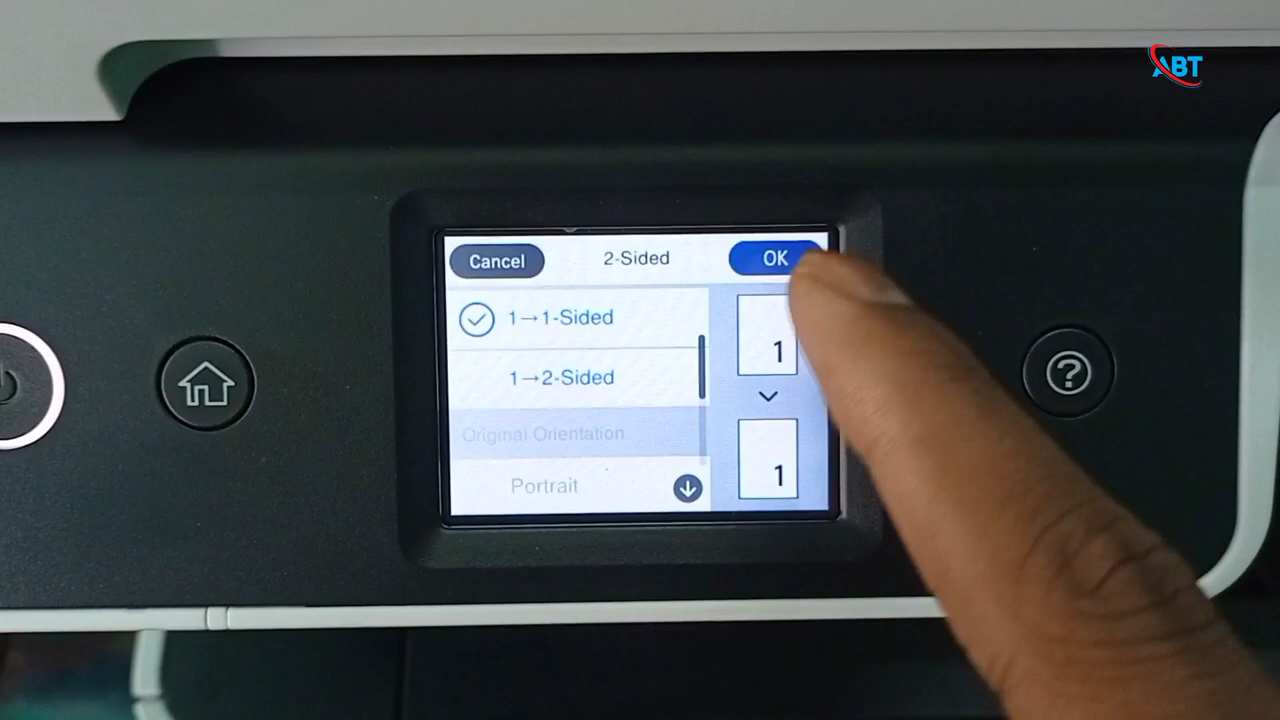 ABT
Cancel
2-Sided
OK
1→1-Sided
1
1→2-Sided
Original Orientation
1
Portrait